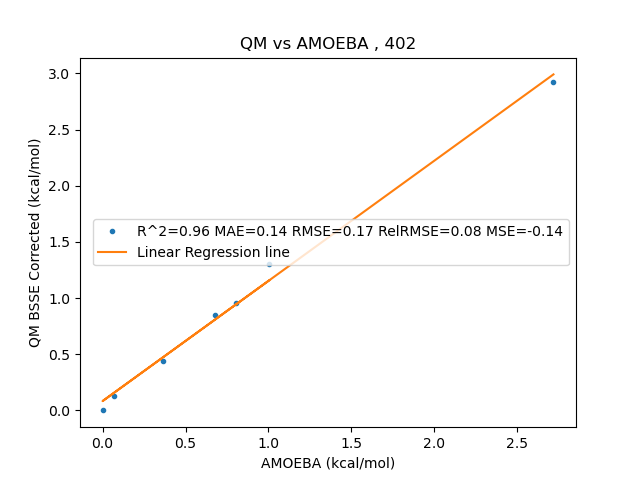 QM vs AMOEBA , 402
3.0
2.5
2.0
1.5
1.0
0.5
0.0
QM BSSE Corrected (kcal/mol)
R^2=0.96 MAE=0.14 RMSE=0.17 RelRMSE=0.08 MSE=-0.14
Linear Regression line
0.0 0.5 1.0 1.5 2.0 2.5
AMOEBA (kcal/mol)